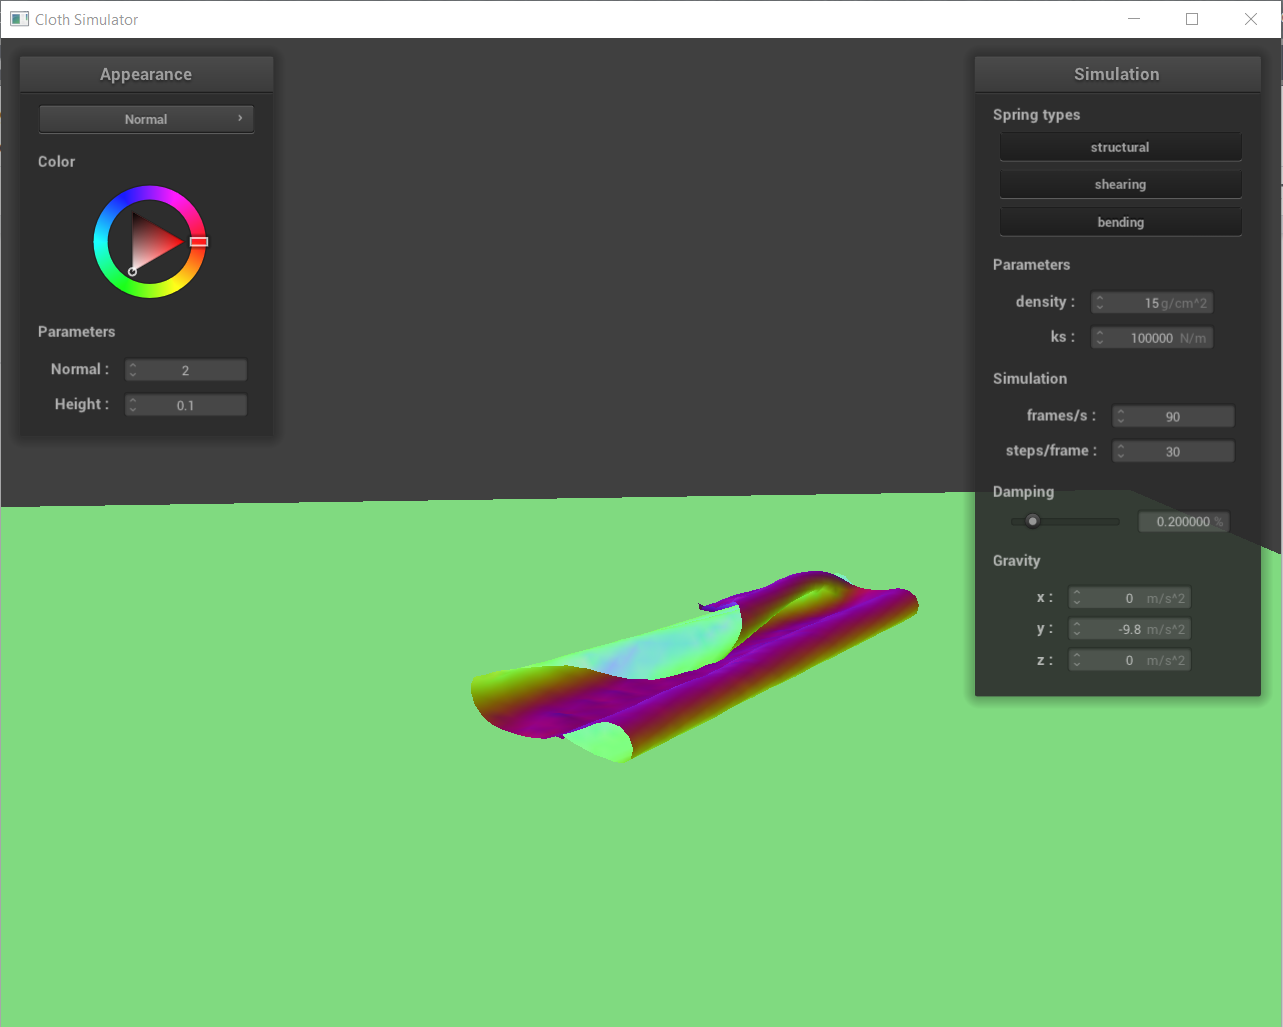 Cloth Simulator
Appearance
Normal
Color
Parameters
Normal :
2
Height :
0.1
Simulation
Spring types
structural
shearing
bending
Parameters
density :
15 g/cm^2
ks :
100000 N/m
Simulation
frames/s :
90
steps/frame :
30
Damping
0.200000 %
Gravity
x :
0 m/s^2
y :
-9.8 m/s^2
z :
0 m/s^2